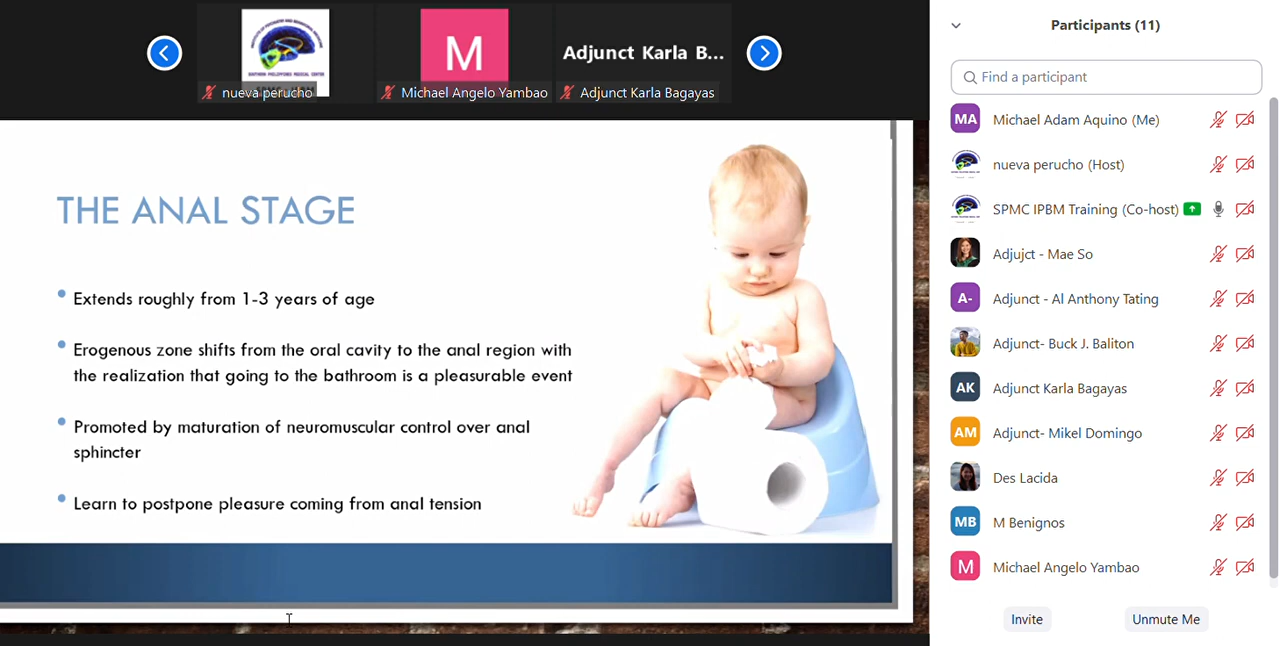 nueva perucho
M
Michael Angelo Yambao
Adjunct Karla B...
Adjunct Karla Bagayas
THE ANAL STAGE
• Extends roughly from 1-3 years of age
• Erogenous zone shifts from the oral cavity to the anal region with
the realization that going to the bathroom is a pleasurable event
• Promoted by maturation of neuromuscular control over anal
sphincter
• Learn to postpone pleasure coming from anal tension
Participants (11)
Find a participant
MA Michael Adam Aquino (Me)
nueva perucho (Host)
SPMC IPBM Training (Co-host)
Adjujct - Mae So
A- Adjunct - Al Anthony Tating
Adjunct- Buck J. Baliton
AK Adjunct Karla Bagayas
AM Adjunct- Mikel Domingo
Des Lacida
MB M Benignos
M Michael Angelo Yambao
Invite Unmute Me